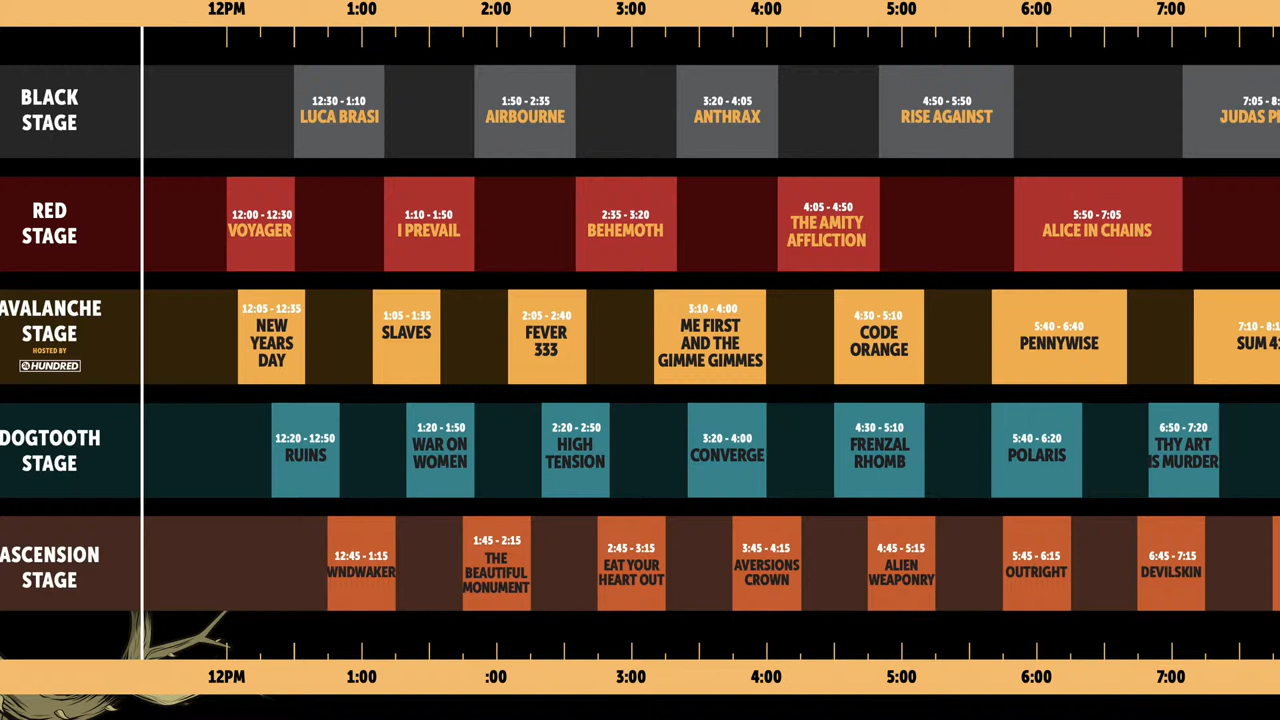 12PM 1:00 2:00 3:00 4:00 5:00 6:00 7:00
BLACK
STAGE
12:30 - 1:10
LUCA BRASI
1:50 - 2:35
AIRBOURNE
3:20 - 4:05
ANTHRAX
4:50 - 5:50
RISE AGAINST
7:05 - 8:
JUDAS P
RED
STAGE
12:00 - 12:30
VOYAGER
1:10 - 1:50
I PREVAIL
2:35 - 3:20
BEHEMOTH
4:05 - 4:50
THE AMITY
AFFLICTION
5:50 - 7:05
ALICE IN CHAINS
AVALANCHE
STAGE
HOSTED BY
HUNDRED
12:05 - 12:35
NEW
YEARS
DAY
1:05 - 1:35
SLAVES
2:05 - 2:40
FEVER
333
3:10 - 4:00
ME FIRST
AND THE
GIMME GIMMES
4:30 - 5:10
CODE
ORANGE
5:40 - 6:40
PENNYWISE
7:10 - 8:1
SUM 4
DOGTOOTH
STAGE
12:20 - 12:50
RUINS
1:20 - 1:50
WAR ON
WOMEN
2:20 - 2:50
HIGH
TENSION
3:20 - 4:00
CONVERGE
4:30 - 5:10
FRENZAL
RHOMB
5:40 - 6:20
POLARIS
6:50 - 7:20
THY ART
IS MURDER
ASCENSION
STAGE
12:45 - 1:15
WNDWAKER
1:45 - 2:15
THE
BEAUTIFUL
MONUMENT
2:45 - 3:15
EAT YOUR
HEART OUT
3:45 - 4:15
AVERSIONS
CROWN
4:45 - 5:15
ALIEN
WEAPONRY
5:45 - 6:15
OUTRIGHT
6:45 - 7:15
DEVILSKIN
12PM 1:00 :00 3:00 4:00 5:00 6:00 7:00